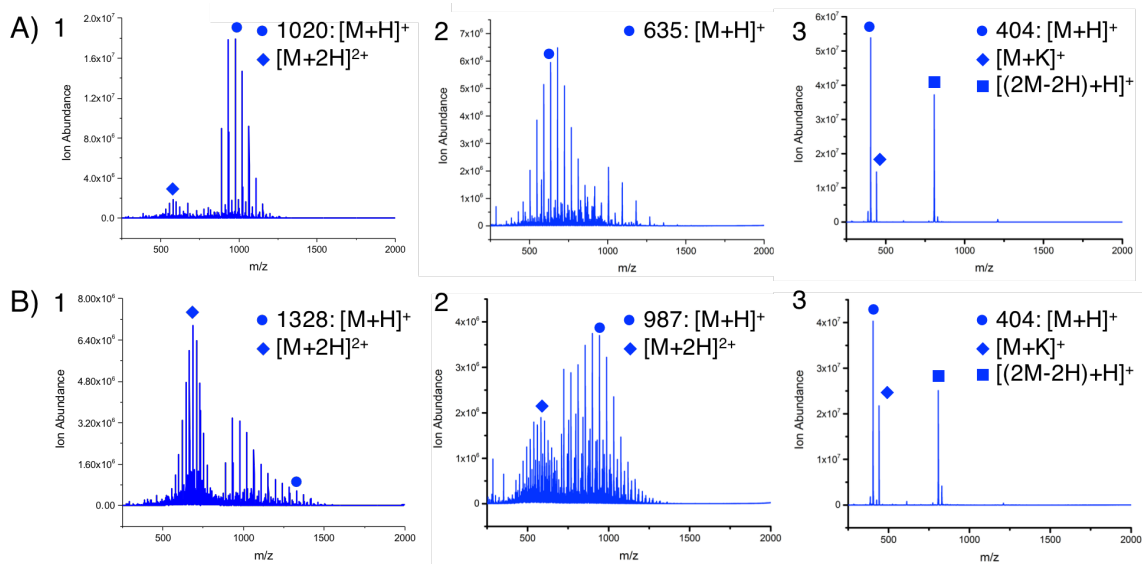 A) 1
1020: [M+H]⁺
[M+2H]²⁺
Ion Abundance
2.0x10⁷
1.6x10⁷
1.2x10⁷
8.0x10⁶
4.0x10⁶
0.0
500 1000 1500 2000
m/z
2
635: [M+H]⁺
Ion Abundance
7x10⁶
6x10⁶
5x10⁶
4x10⁶
3x10⁶
2x10⁶
1x10⁶
0
500 1000 1500 2000
m/z
3
404: [M+H]⁺
[M+K]⁺
[(2M-2H)+H]⁺
Ion Abundance
6x10⁷
5x10⁷
4x10⁷
3x10⁷
2x10⁷
1x10⁷
0
500 1000 1500 2000
m/z
B) 1
1328: [M+H]⁺
[M+2H]²⁺
Ion Abundance
8.00x10⁶
6.40x10⁶
4.80x10⁶
3.20x10⁶
1.60x10⁶
0.00
500 1000 1500 2000
m/z
2
987: [M+H]⁺
[M+2H]²⁺
Ion Abundance
4x10⁶
3x10⁶
2x10⁶
1x10⁶
0
500 1000 1500 2000
m/z
3
404: [M+H]⁺
[M+K]⁺
[(2M-2H)+H]⁺
Ion Abundance
4x10⁷
3x10⁷
2x10⁷
1x10⁷
0
500 1000 1500 2000
m/z